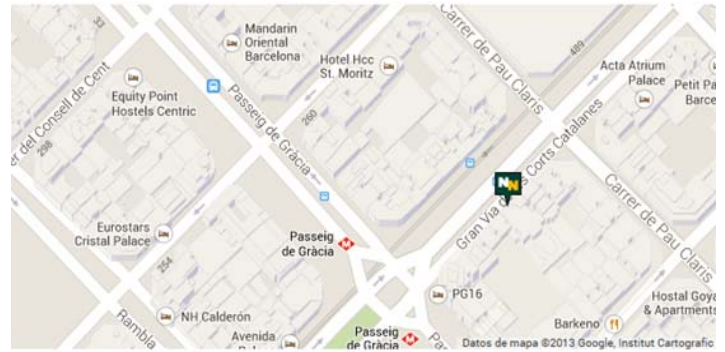 33
Mandarin
Oriental
Barcelona
Hotel Hcc
St. Moritz
Carrer de Pau Claris
489
Acta Atrium
Palace
Petit Pa
Barce
Equity Point
Hostels Centric
er del Consell de Cent
298
Passeig de Gràcia
260
NN
Gran Via de les Corts Catalanes
Carrer de Pau Claris
Eurostars
Cristal Palace
254
Passeig
de Gràcia
M
NH Calderón
Rambla
Avenida
PG16
Passeig
de Gràcia
M
Barkeno
Hostal Goya
& Apartments
Datos de mapa ©2013 Google, Institut Cartografic